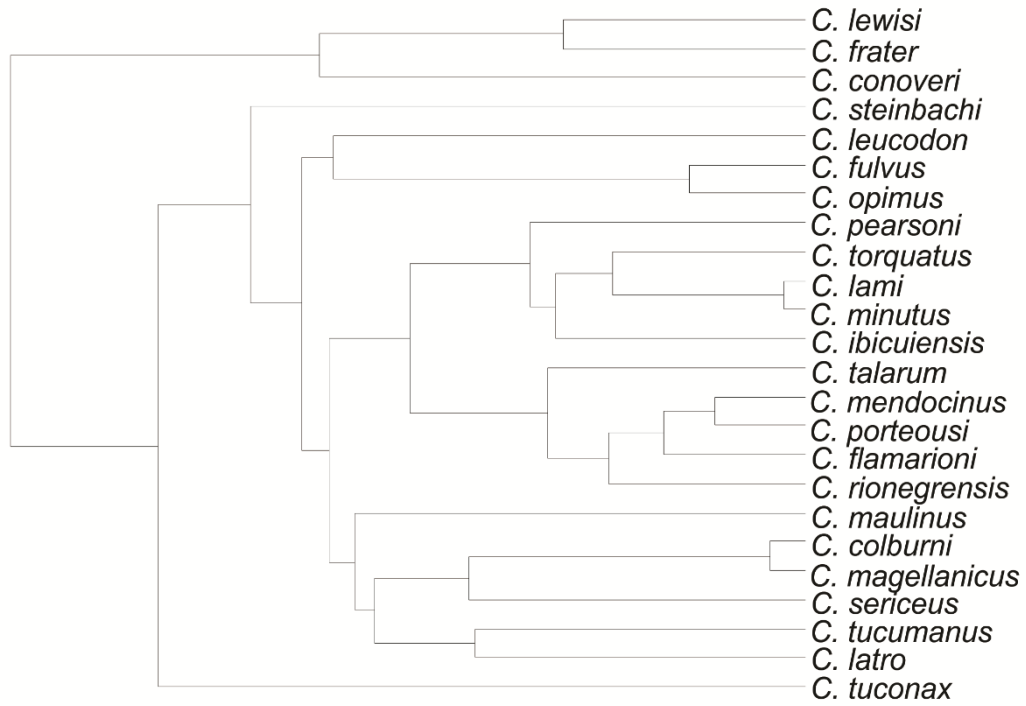 C. lewisi
C. frater
C. conoveri
C. steinbachi
C. leucodon
C. fulvus
C. opimus
C. pearsoni
C. torquatus
C. lami
C. minutus
C. ibicuiensis
C. talarum
C. mendocinus
C. porteousi
C. flamarioni
C. rionegrensis
C. maulinus
C. colburni
C. magellanicus
C. sericeus
C. tucumanus
C. latro
C. tuconax